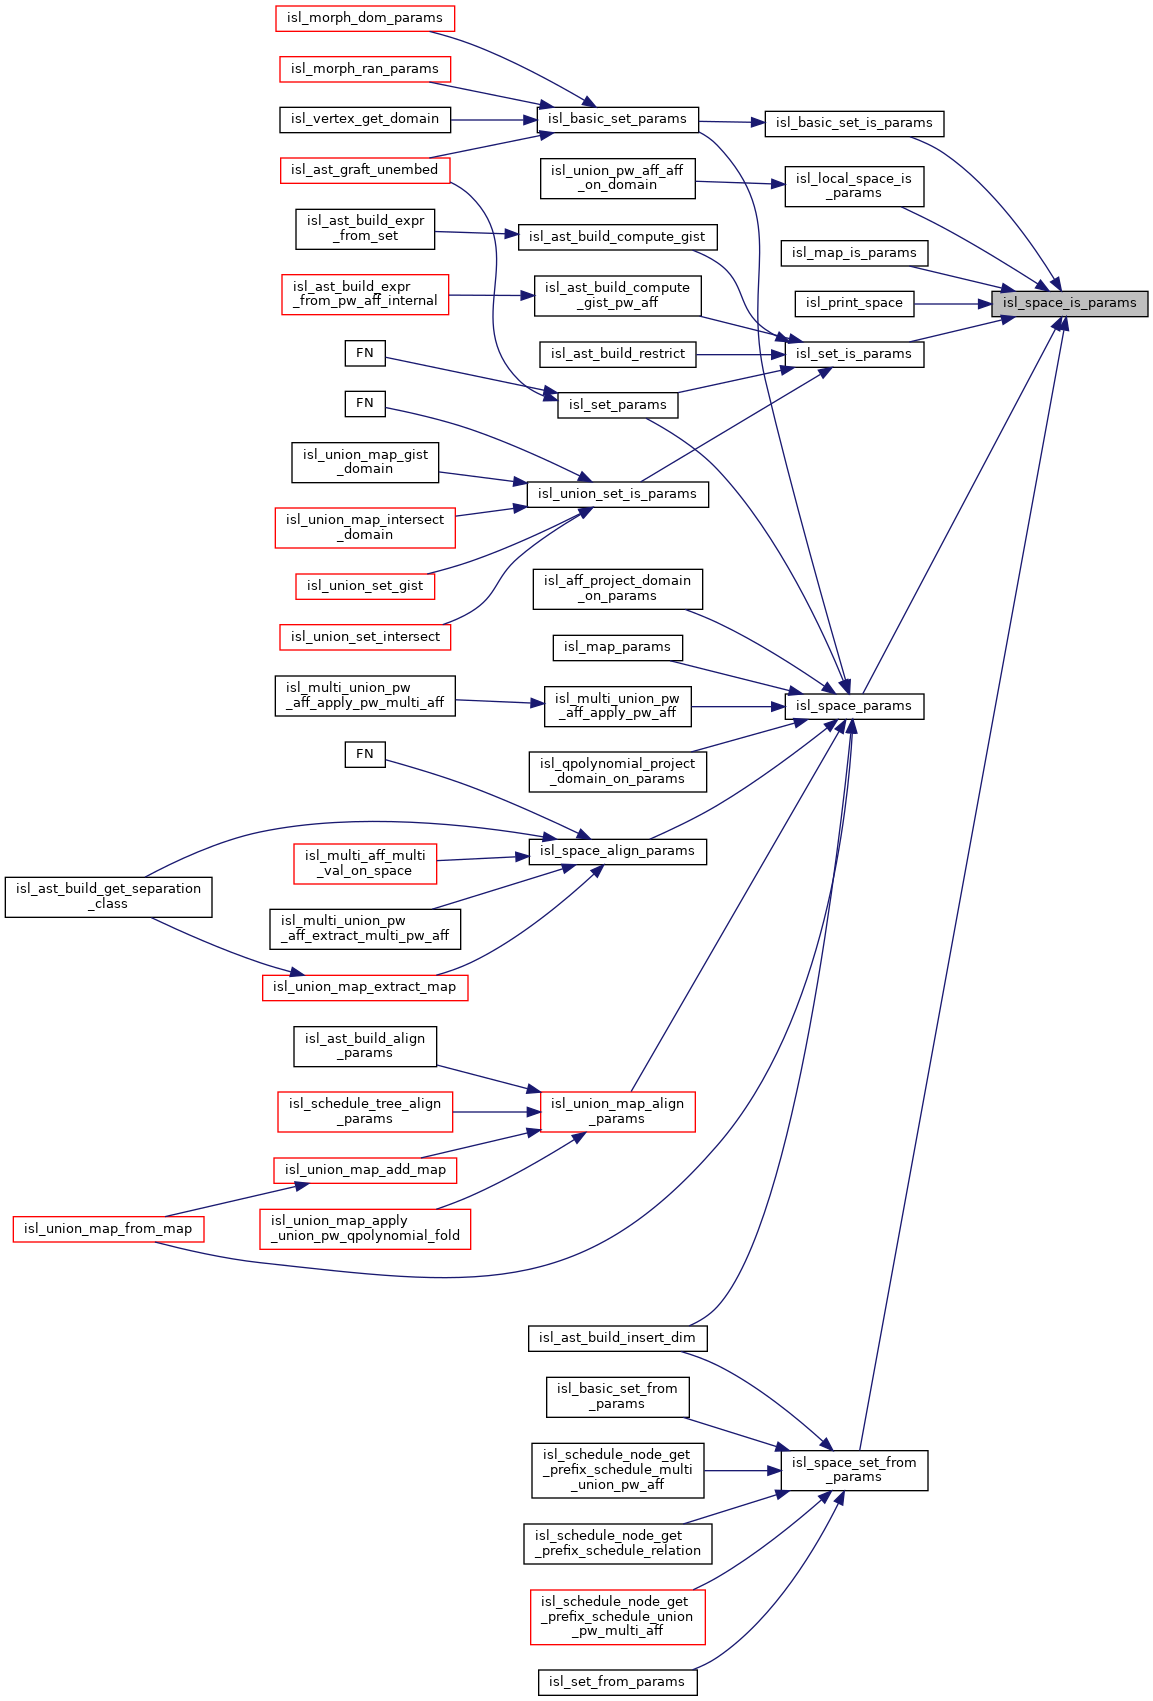 isl_morph_dom_params
isl_morph_ran_params
isl_vertex_get_domain
isl_basic_set_params
isl_basic_set_is_params
isl_ast_graft_unembed
isl_union_pw_aff_aff
_on_domain
isl_local_space_is
_params
isl_ast_build_expr
_from_set
isl_ast_build_compute_gist
isl_map_is_params
isl_ast_build_expr
_from_pw_aff_internal
isl_ast_build_compute
_gist_pw_aff
isl_print_space
isl_space_is_params
FN
isl_ast_build_restrict
isl_set_is_params
FN
isl_set_params
isl_union_map_gist
_domain
isl_union_set_is_params
isl_union_map_intersect
_domain
isl_union_set_gist
isl_aff_project_domain
_on_params
isl_union_set_intersect
isl_map_params
isl_multi_union_pw
_aff_apply_pw_multi_aff
isl_multi_union_pw
_aff_apply_pw_aff
isl_space_params
FN
isl_qpolynomial_project
_domain_on_params
isl_multi_aff_multi
_val_on_space
isl_space_align_params
isl_ast_build_get_separation
_class
isl_multi_union_pw
_aff_extract_multi_pw_aff
isl_union_map_extract_map
isl_ast_build_align
_params
isl_schedule_tree_align
_params
isl_union_map_align
_params
isl_union_map_add_map
isl_union_map_from_map
isl_union_map_apply
_union_pw_qpolynomial_fold
isl_ast_build_insert_dim
isl_basic_set_from
_params
isl_schedule_node_get
_prefix_schedule_multi
_union_pw_aff
isl_space_set_from
_params
isl_schedule_node_get
_prefix_schedule_relation
isl_schedule_node_get
_prefix_schedule_union
_pw_multi_aff
isl_set_from_params